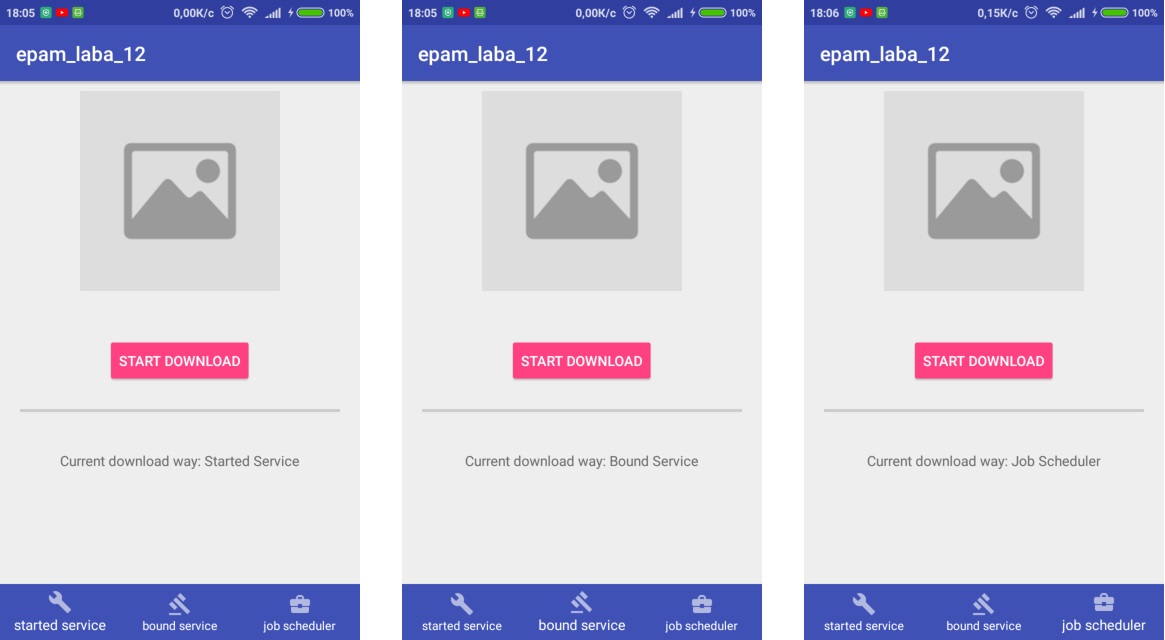 18:05 0,00K/c 100%
epam_laba_12
START DOWNLOAD
Current download way: Started Service
started service bound service job scheduler
18:05 0,00K/c 100%
epam_laba_12
START DOWNLOAD
Current download way: Bound Service
started service bound service job scheduler
18:06 0,15K/c 100%
epam_laba_12
START DOWNLOAD
Current download way: Job Scheduler
started service bound service job scheduler